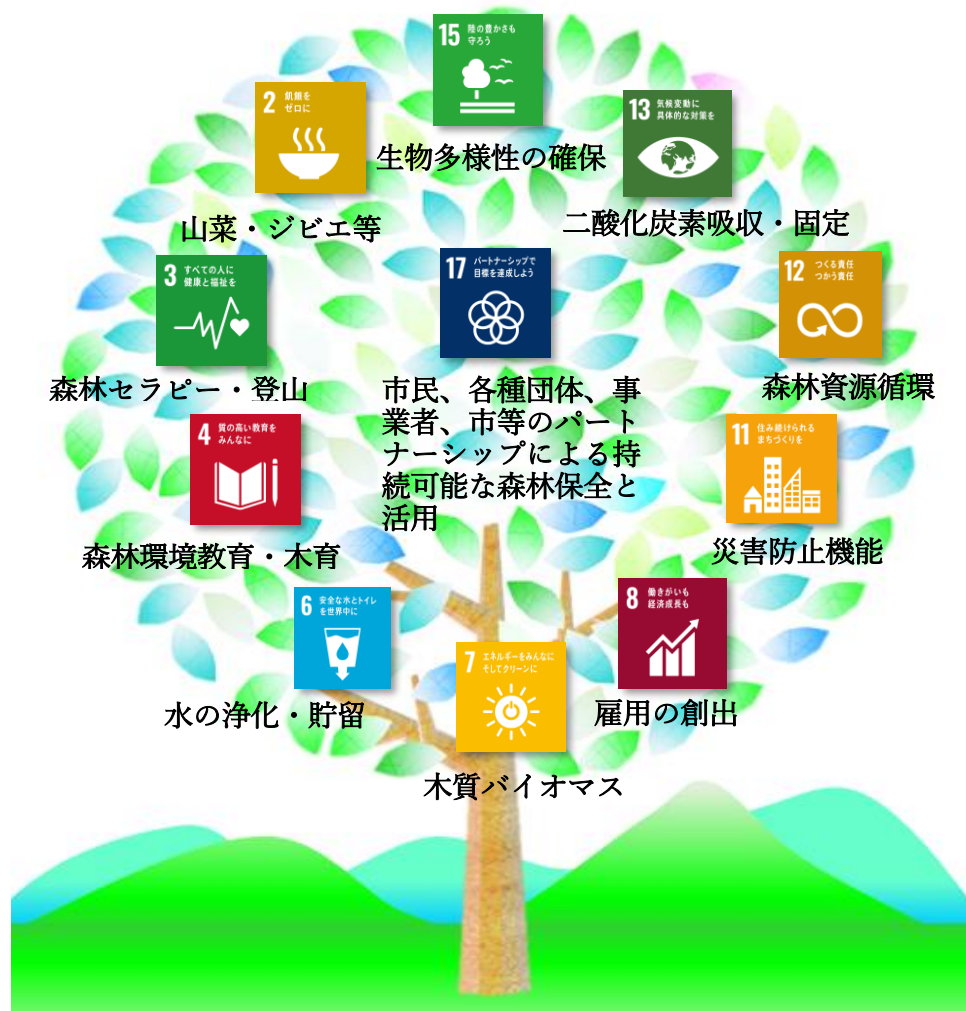 15 陸の豊かさも
守ろう
生物多様性の確保
2 飢餓を
ゼロに
山菜・ジビエ等
13 気候変動に
具体的な対策を
二酸化炭素吸収・固定
3 すべての人に
健康と福祉を
森林セラピー・登山
17 パートナーシップで
目標を達成しよう
市民、各種団体、事
業者、市等のパート
ナーシップによる持
続可能な森林保全と
活用
12 つくる責任
つかう責任
森林資源循環
4 質の高い教育を
みんなに
森林環境教育・木育
11 住み続けられる
まちづくりを
災害防止機能
6 安全な水とトイレ
を世界中に
水の浄化・貯留
7 エネルギーをみんなに
そしてクリーンに
木質バイオマス
8 働きがいも
経済成長も
雇用の創出